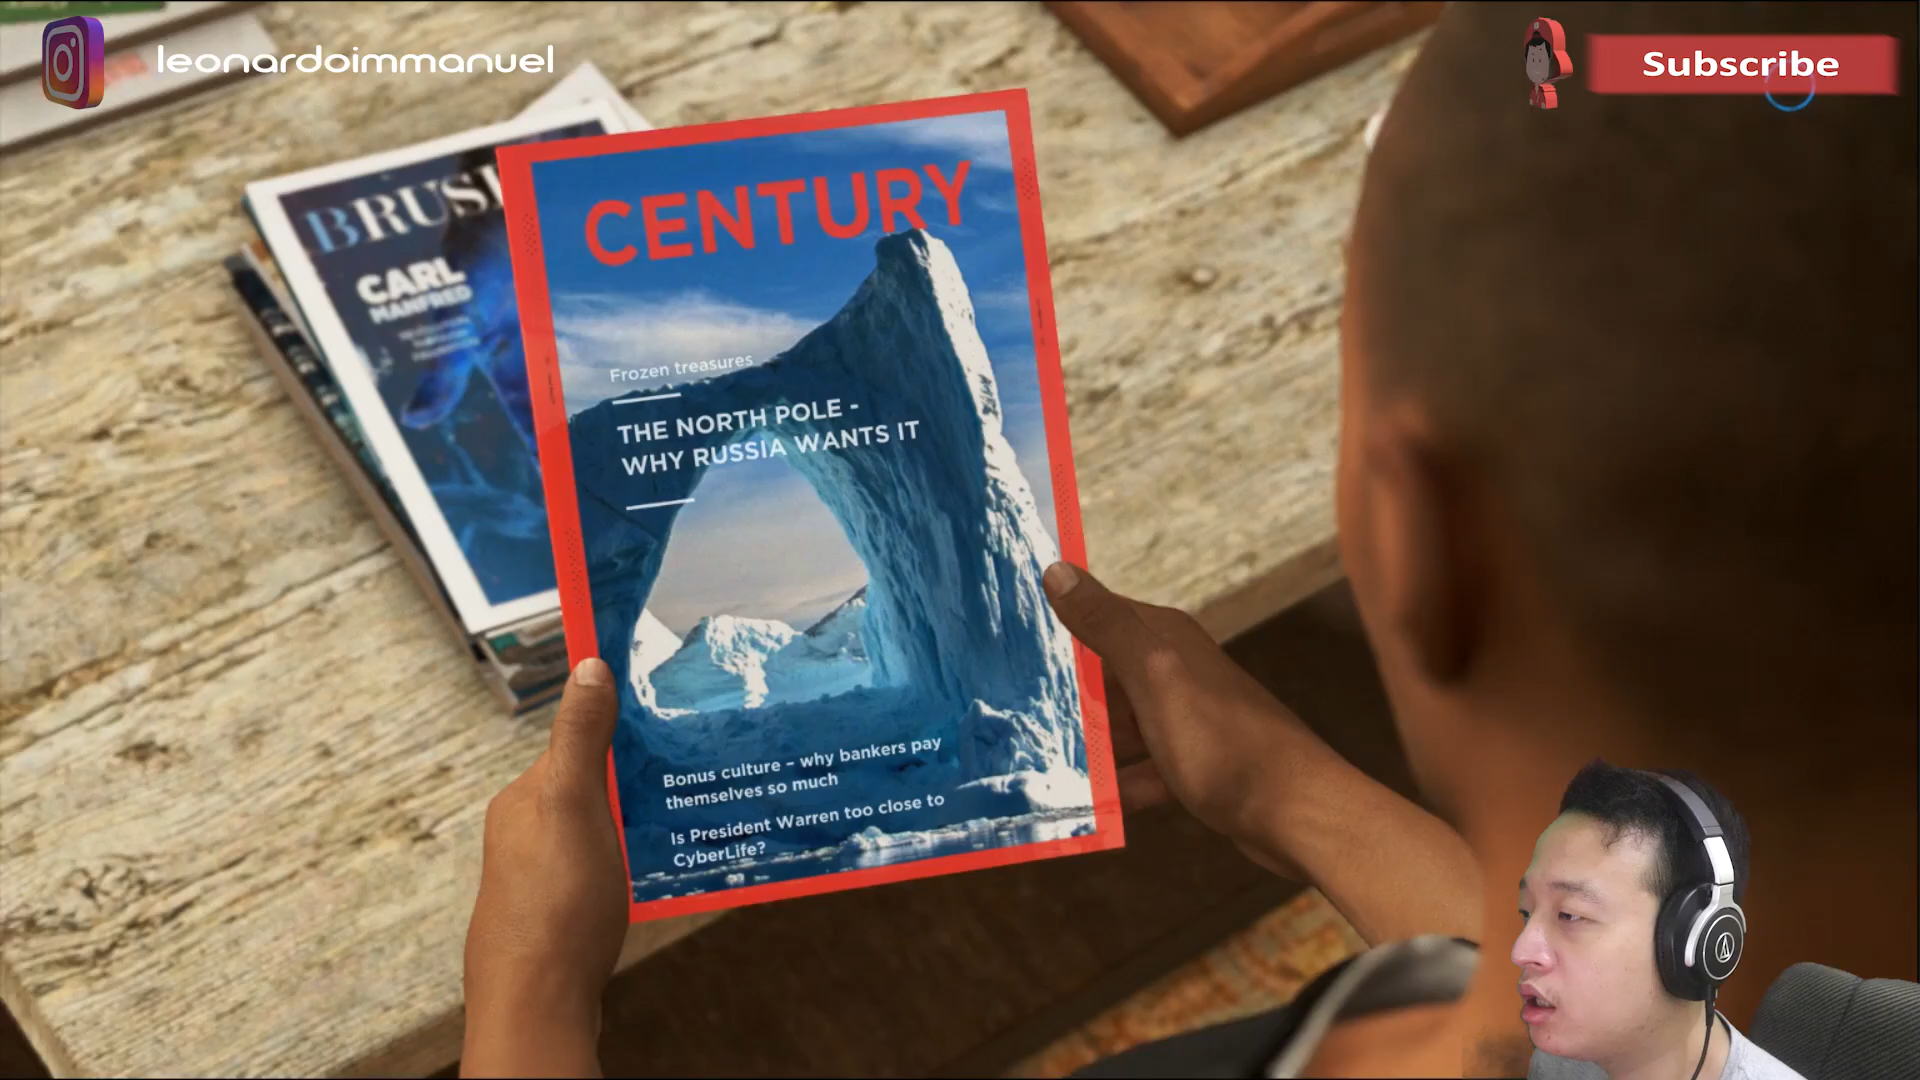 leonardoimmanuel
Subscribe
BRUSH
CARL
MANFRED
CENTURY
Frozen treasures
THE NORTH POLE -
WHY RUSSIA WANTS IT
Bonus culture – why bankers pay
themselves so much
Is President Warren too close to
CyberLife?